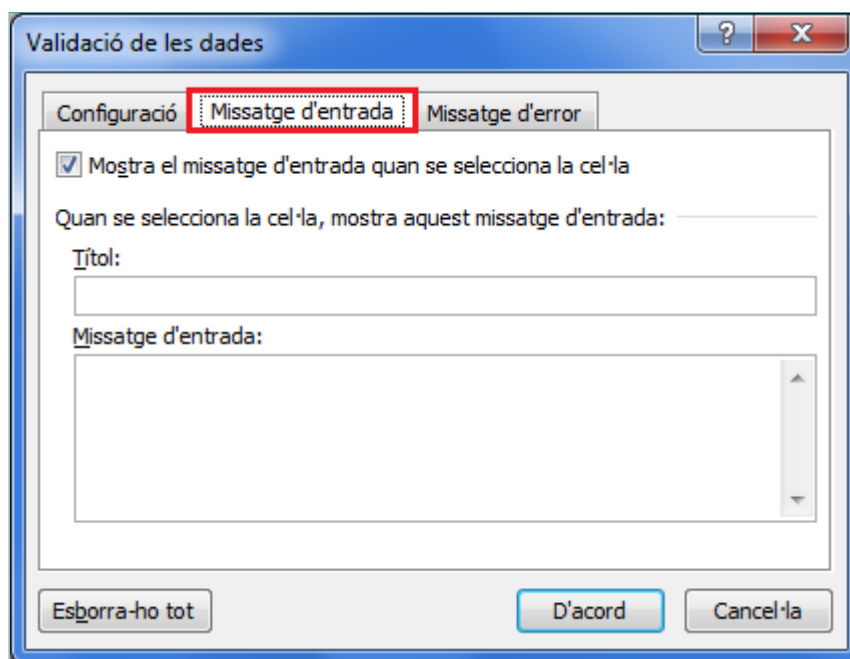 Validació de les dades
Configuració Missatge d'entrada Missatge d'error
Mostra el missatge d'entrada quan se selecciona la cel·la
Quan se selecciona la cel·la, mostra aquest missatge d'entrada:
Títol:
Missatge d'entrada:
Esborra-ho tot D'acord Cancel·la